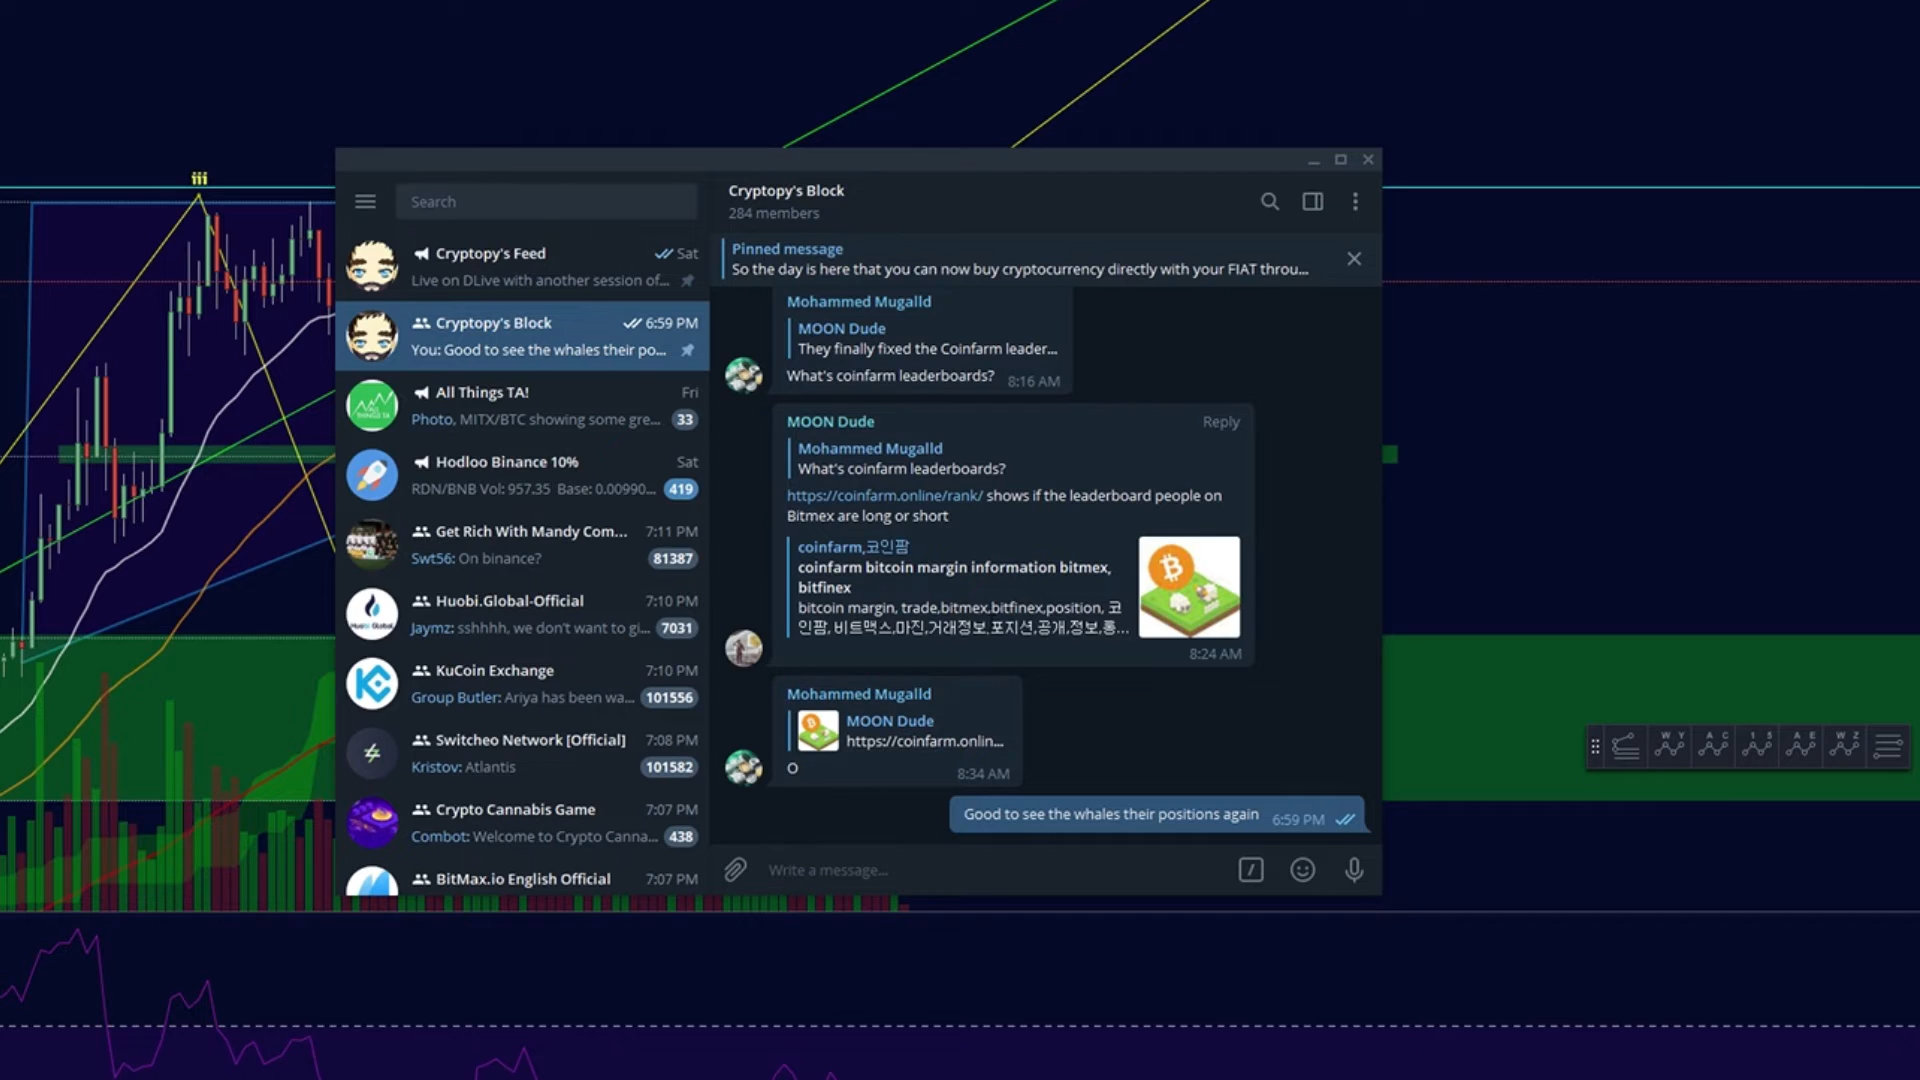 iii
Search
Cryptopy's Feed
Sat
Live on DLive with another session of...
Cryptopy's Block
6:59 PM
You: Good to see the whales their po...
All Things TA!
Fri
Photo, MITX/BTC showing some gre...
33
Hodloo Binance 10%
Sat
RDN/BNB Vol: 957.35 Base: 0.00990...
419
Get Rich With Mandy Com...
7:11 PM
Swt56: On binance?
81387
Huobi.Global-Official
7:10 PM
Jaymz: sshhhh, we don't want to gi...
7031
KuCoin Exchange
7:10 PM
Group Butler: Ariya has been wa...
101556
Switcheo Network [Official]
7:08 PM
Kristov: Atlantis
101582
Crypto Cannabis Game
7:07 PM
Combot: Welcome to Crypto Canna...
438
BitMax.io English Official
7:07 PM
Cryptopy's Block
284 members
Pinned message
So the day is here that you can now buy cryptocurrency directly with your FIAT throu...
Mohammed Mugalld
MOON Dude
They finally fixed the Coinfarm leader...
What's coinfarm leaderboards?
8:16 AM
MOON Dude
Reply
Mohammed Mugalld
What's coinfarm leaderboards?
https://coinfarm.online/rank/ shows if the leaderboard people on
Bitmex are long or short
coinfarm,코인팜
coinfarm bitcoin margin information bitmex,
bitfinex
bitcoin margin, trade,bitmex,bitfinex,position, 코
인팜, 비트맥스,마진,거래정보,포지션,공개,정보,롱...
8:24 AM
Mohammed Mugalld
MOON Dude
https://coinfarm.onlin...
O
8:34 AM
Good to see the whales their positions again
6:59 PM
Write a message...
W Y
A C
1 5
A E
W Z